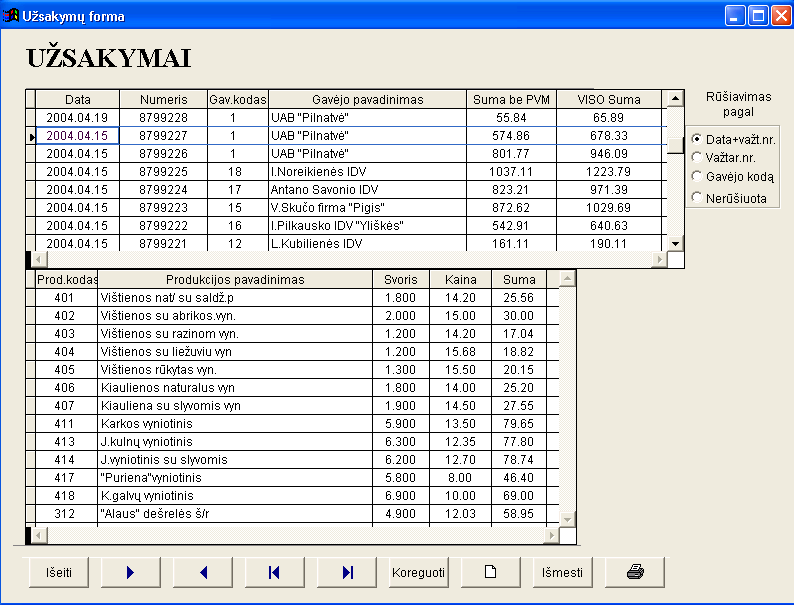 Užsakymų forma
UŽSAKYMAI
Data Numeris Gav.kodas Gavėjo pavadinimas Suma be PVM VISO Suma
2004.04.19 8799228 1 UAB "Pilnatvė" 55.84 65.89
2004.04.15 8799227 1 UAB "Pilnatvė" 574.86 678.33
2004.04.15 8799226 1 UAB "Pilnatvė" 801.77 946.09
2004.04.15 8799225 18 I.Noreikienės IDV 1037.11 1223.79
2004.04.15 8799224 17 Antano Savonio IDV 823.21 971.39
2004.04.15 8799223 15 V.Skučo firma "Pigis" 872.62 1029.69
2004.04.15 8799222 16 I.Pilkausko IDV "Yliškės" 542.91 640.63
2004.04.15 8799221 12 L.Kubilienės IDV 161.11 190.11
Rūšiavimas
pagal
Data+važt.nr.
Važtar.nr.
Gavėjo kodą
Nerūšiuota
Prod.kodas Produkcijos pavadinimas Svoris Kaina Suma
401 Vištienos nat/ su saldž.p 1.800 14.20 25.56
402 Vištienos su abrikos.vyn. 2.000 15.00 30.00
403 Vištienos su razinom vyn. 1.200 14.20 17.04
404 Vištienos su liežuviu vyn 1.200 15.68 18.82
405 Vištienos rūkytas vyn. 1.300 15.50 20.15
406 Kiaulienos naturalus vyn 1.800 14.00 25.20
407 Kiauliena su slyvomis vyn 1.900 14.50 27.55
411 Karkos vyniotinis 5.900 13.50 79.65
413 J.kulnų vyniotinis 6.300 12.35 77.80
414 J.vyniotinis su slyvomis 6.200 12.70 78.74
417 "Puriena"vyniotinis 5.800 8.00 46.40
418 K.galvų vyniotinis 6.900 10.00 69.00
312 "Alaus" dešrelės š/r 4.900 12.03 58.95
Išeiti Koreguoti Išmesti